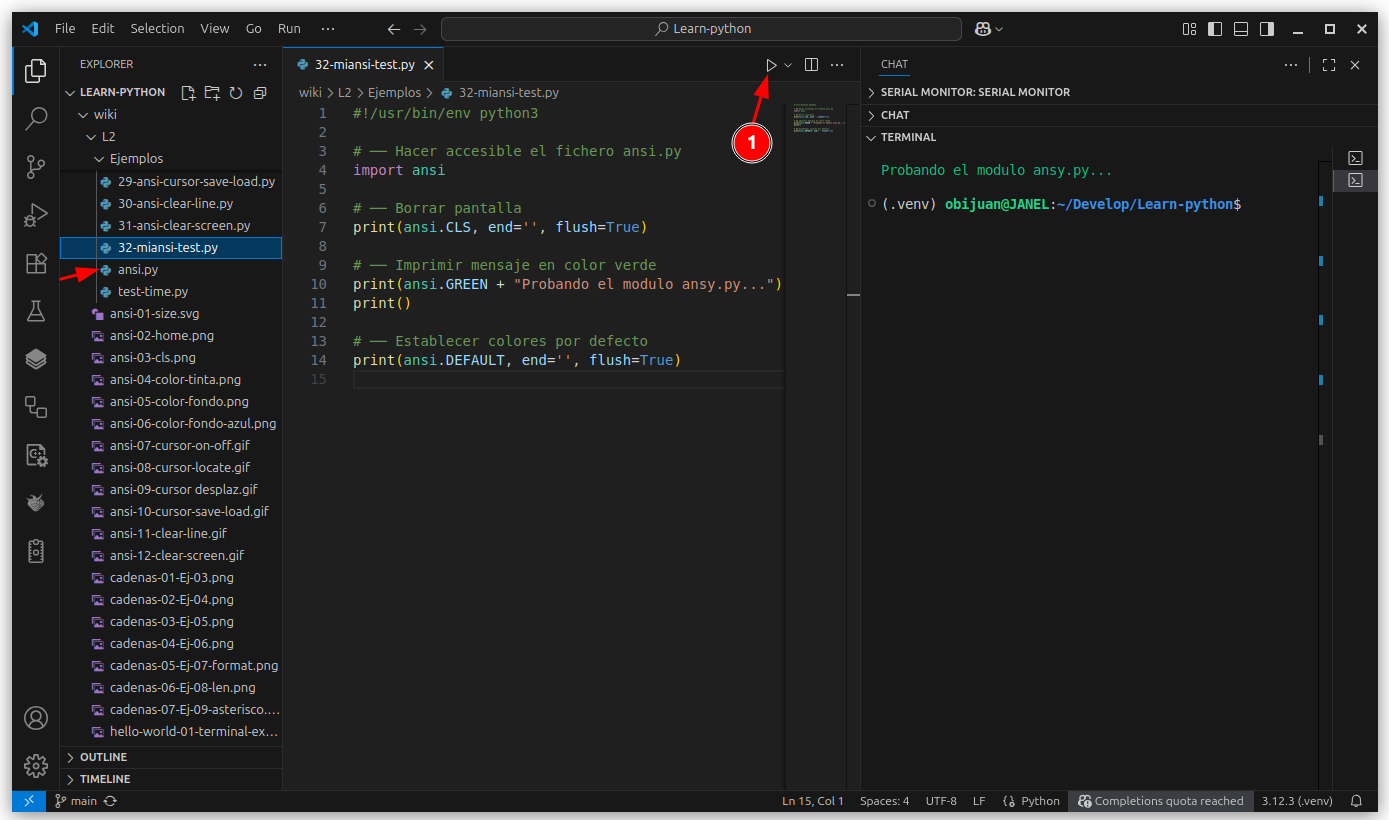 File Edit Selection View Go Run ··· Learn-python
EXPLORER ···
LEARN-PYTHON
wiki
L2
Ejemplos
29-ansi-cursor-save-load.py
30-ansi-clear-line.py
31-ansi-clear-screen.py
32-miansi-test.py
ansi.py
test-time.py
ansi-01-size.svg
ansi-02-home.png
ansi-03-cls.png
ansi-04-color-tinta.png
ansi-05-color-fondo.png
ansi-06-color-fondo-azul.png
ansi-07-cursor-on-off.gif
ansi-08-cursor-locate.gif
ansi-09-cursor desplaz.gif
ansi-10-cursor-save-load.gif
ansi-11-clear-line.gif
ansi-12-clear-screen.gif
cadenas-01-Ej-03.png
cadenas-02-Ej-04.png
cadenas-03-Ej-05.png
cadenas-04-Ej-06.png
cadenas-05-Ej-07-format.png
cadenas-06-Ej-08-len.png
cadenas-07-Ej-09-asterisco....
hello-world-01-terminal-ex...
OUTLINE
TIMELINE
32-miansi-test.py
wiki > L2 > Ejemplos > 32-miansi-test.py
1 #!/usr/bin/env python3
2
3 # —— Hacer accesible el fichero ansi.py
4 import ansi
5
6 # —— Borrar pantalla
7 print(ansi.CLS, end='', flush=True)
8
9 # —— Imprimir mensaje en color verde
10 print(ansi.GREEN + "Probando el modulo ansy.py...")
11 print()
12
13 # —— Establecer colores por defecto
14 print(ansi.DEFAULT, end='', flush=True)
15
1
CHAT ···
SERIAL MONITOR: SERIAL MONITOR
CHAT
TERMINAL
Probando el modulo ansy.py...
(.venv) obijuan@JANEL:~/Develop/Learn-python$
main Ln 15, Col 1 Spaces: 4 UTF-8 LF {} Python Completions quota reached 3.12.3 (.venv)